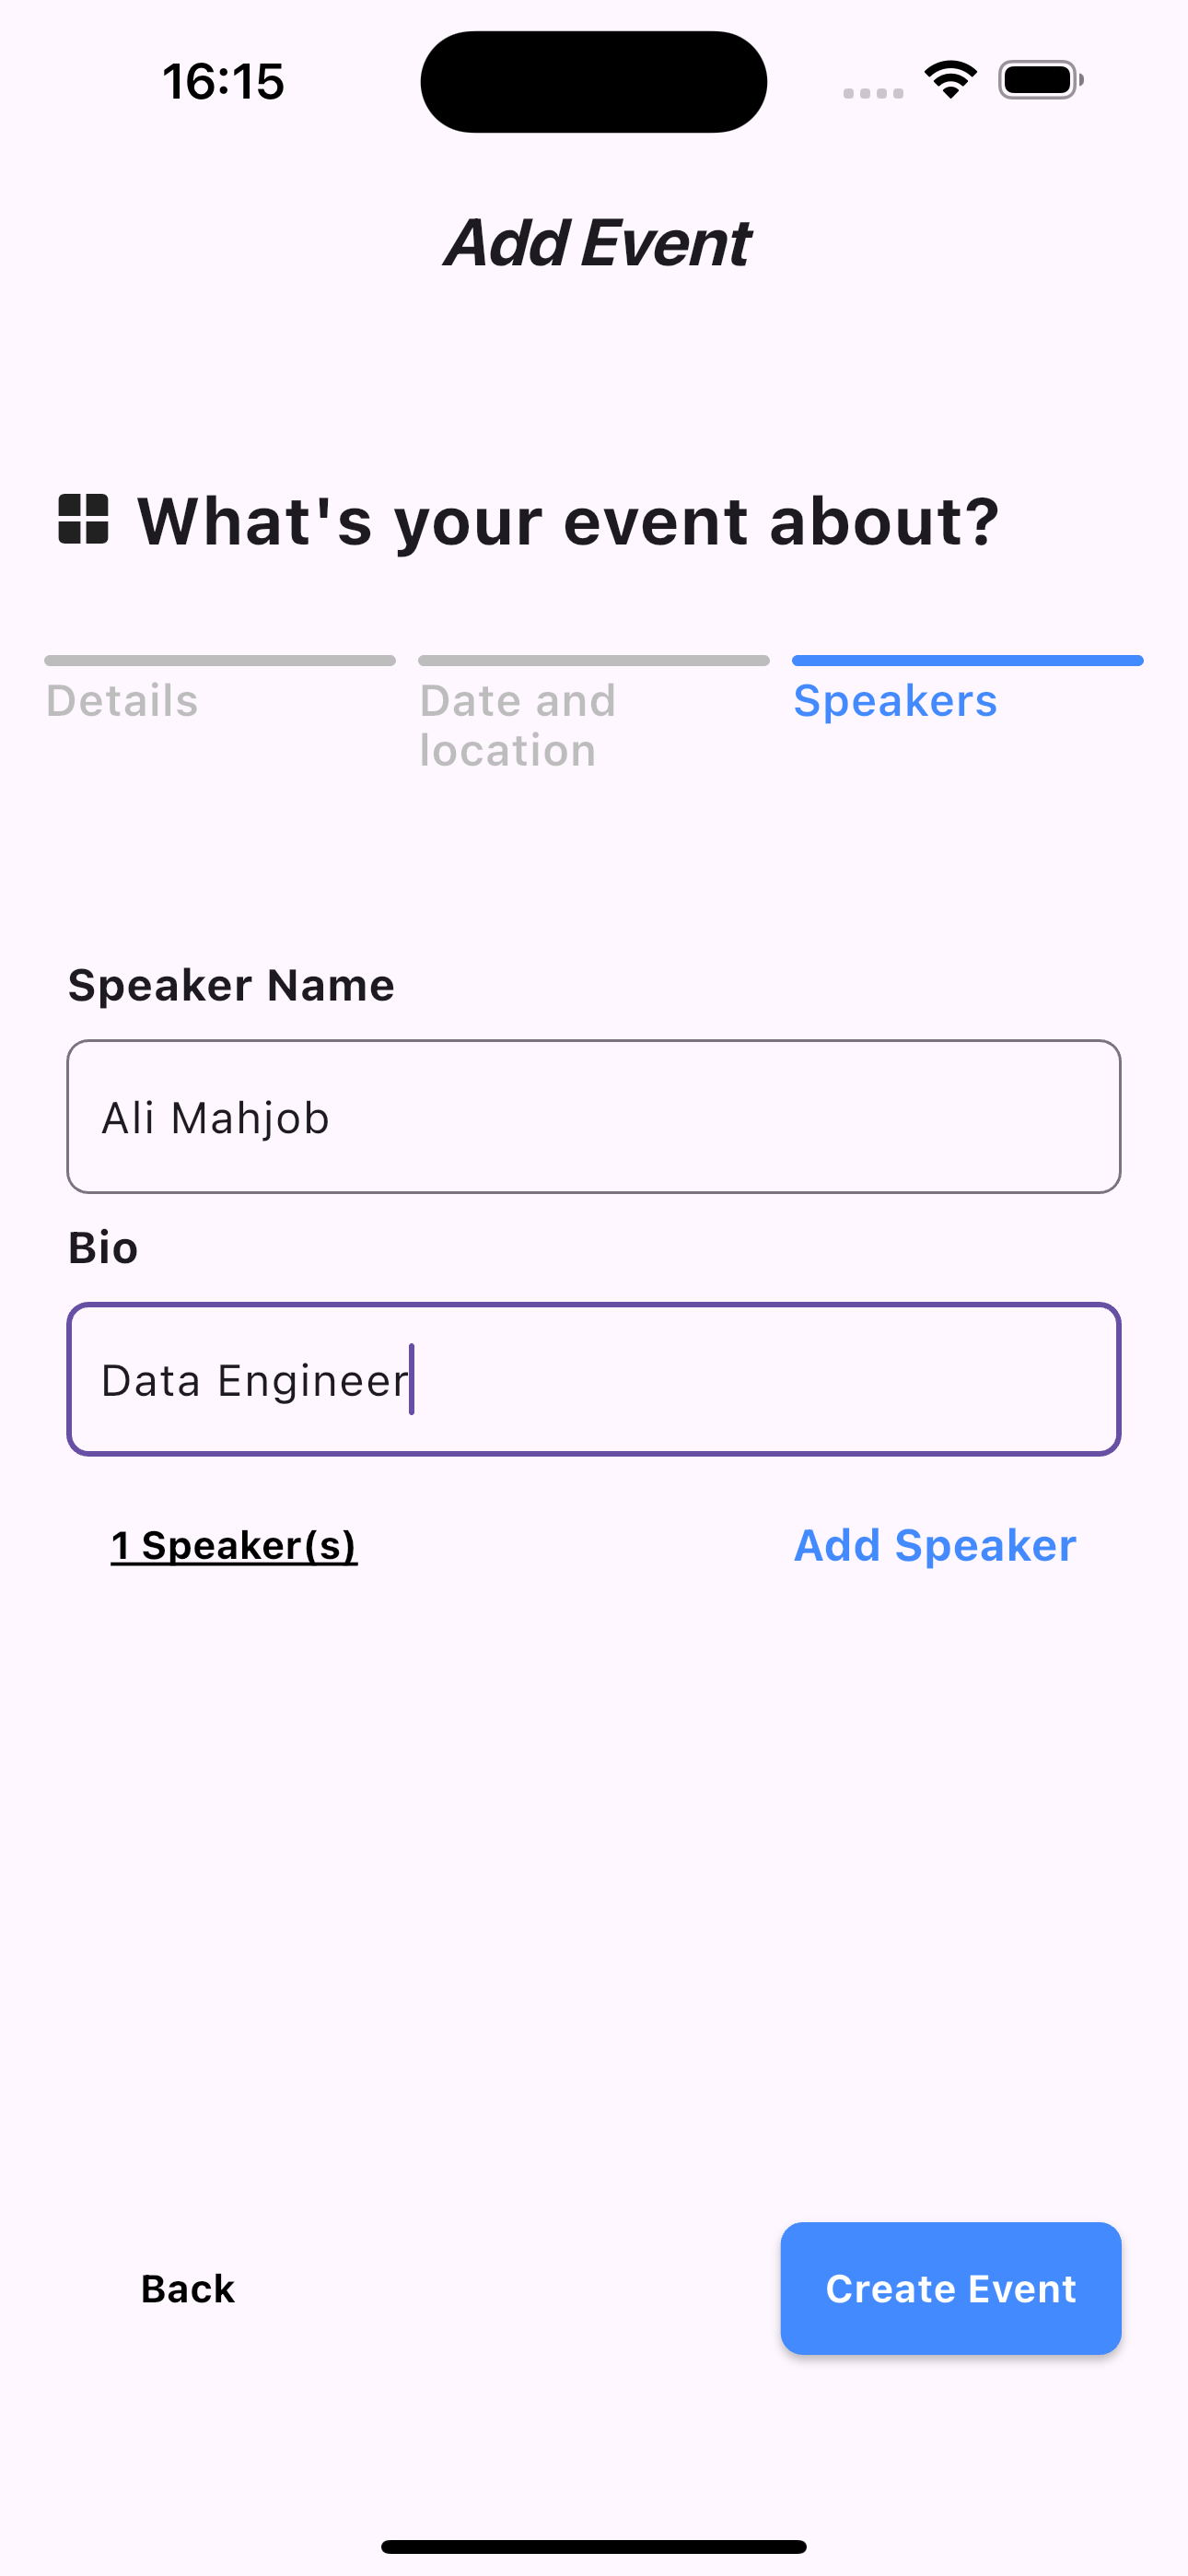 16:15
Add Event
What's your event about?
Details
Date and
location
Speakers
Speaker Name
Ali Mahjob
Bio
Data Engineer
1 Speaker(s)
Add Speaker
Back
Create Event